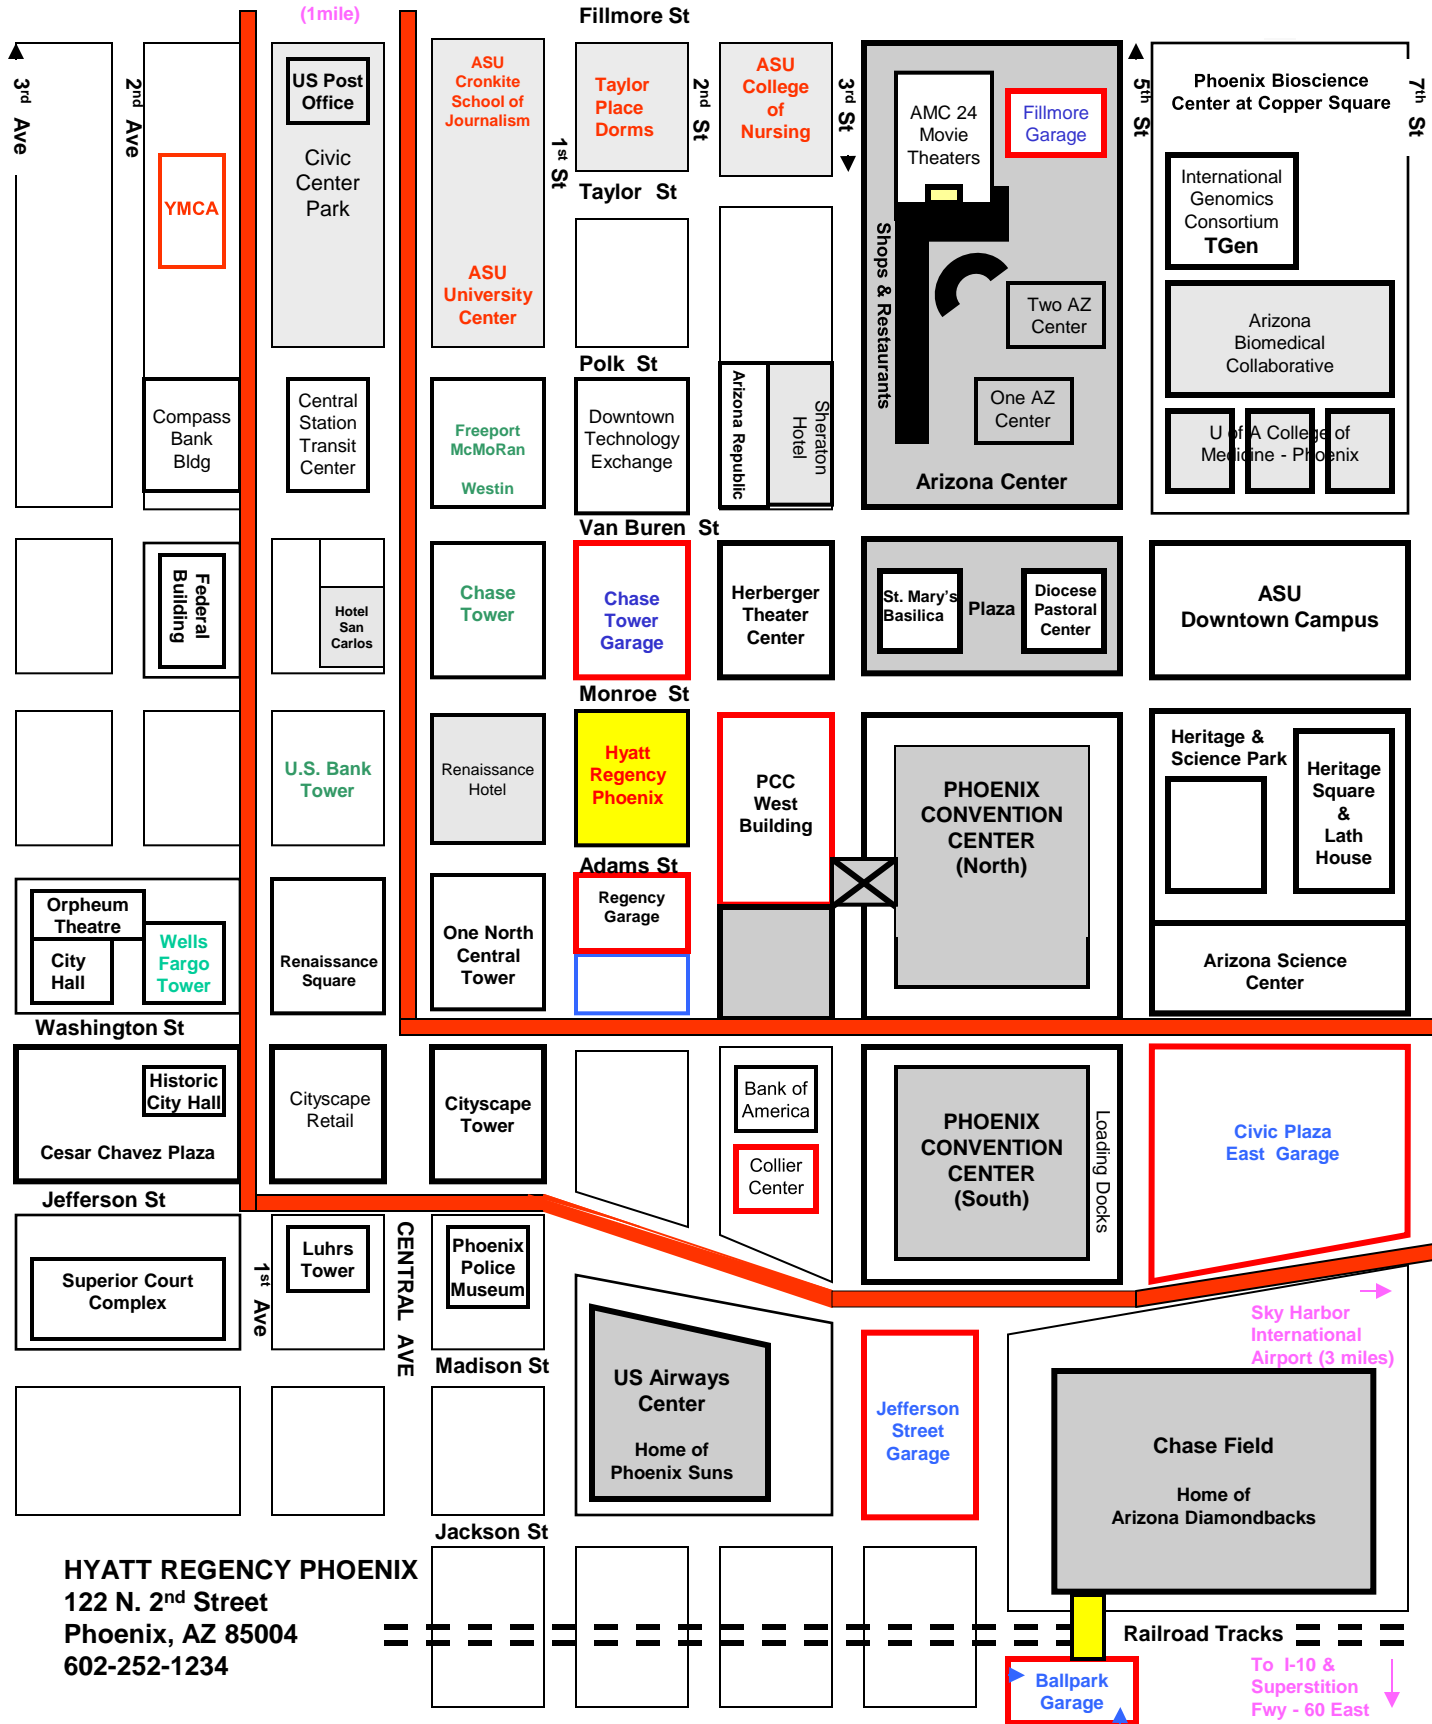 (1mile)
Fillmore St
3rd Ave
2nd Ave
US Post
Office
Civic
Center
Park
YMCA
ASU
Cronkite
School of
Journalism
ASU
University
Center
1st St
Taylor
Place
Dorms
2nd St
ASU
College
of
Nursing
3rd St
Taylor St
AMC 24
Movie
Theaters
Fillmore
Garage
Shops & Restaurants
Two AZ
Center
One AZ
Center
Arizona Center
5th St
Phoenix Bioscience
Center at Copper Square
7th St
International
Genomics
Consortium
TGen
Arizona
Biomedical
Collaborative
U of A College of
Medicine - Phoenix
Polk St
Compass
Bank
Bldg
Central
Station
Transit
Center
Freeport
McMoRan
Westin
Downtown
Technology
Exchange
Arizona Republic
Sheraton
Hotel
Van Buren St
Federal
Building
Hotel
San
Carlos
Chase
Tower
Chase
Tower
Garage
Herberger
Theater
Center
St. Mary's
Basilica
Plaza
Diocese
Pastoral
Center
ASU
Downtown Campus
Monroe St
U.S. Bank
Tower
Renaissance
Hotel
Hyatt
Regency
Phoenix
PCC
West
Building
PHOENIX
CONVENTION
CENTER
(North)
Heritage &
Science Park
Heritage
Square
&
Lath
House
Adams St
Orpheum
Theatre
City
Hall
Wells
Fargo
Tower
Renaissance
Square
One North
Central
Tower
Regency
Garage
Arizona Science
Center
Washington St
Historic
City Hall
Cesar Chavez Plaza
Cityscape
Retail
Cityscape
Tower
Bank of
America
Collier
Center
PHOENIX
CONVENTION
CENTER
(South)
Loading Docks
Civic Plaza
East Garage
Jefferson St
Superior Court
Complex
1st Ave
Luhrs
Tower
CENTRAL AVE
Phoenix
Police
Museum
Madison St
US Airways
Center
Home of
Phoenix Suns
Jefferson
Street
Garage
Sky Harbor
International
Airport (3 miles)
Chase Field
Home of
Arizona Diamondbacks
Jackson St
HYATT REGENCY PHOENIX
122 N. 2nd Street
Phoenix, AZ 85004
602-252-1234
Railroad Tracks
Ballpark
Garage
To I-10 &
Superstition
Fwy - 60 East